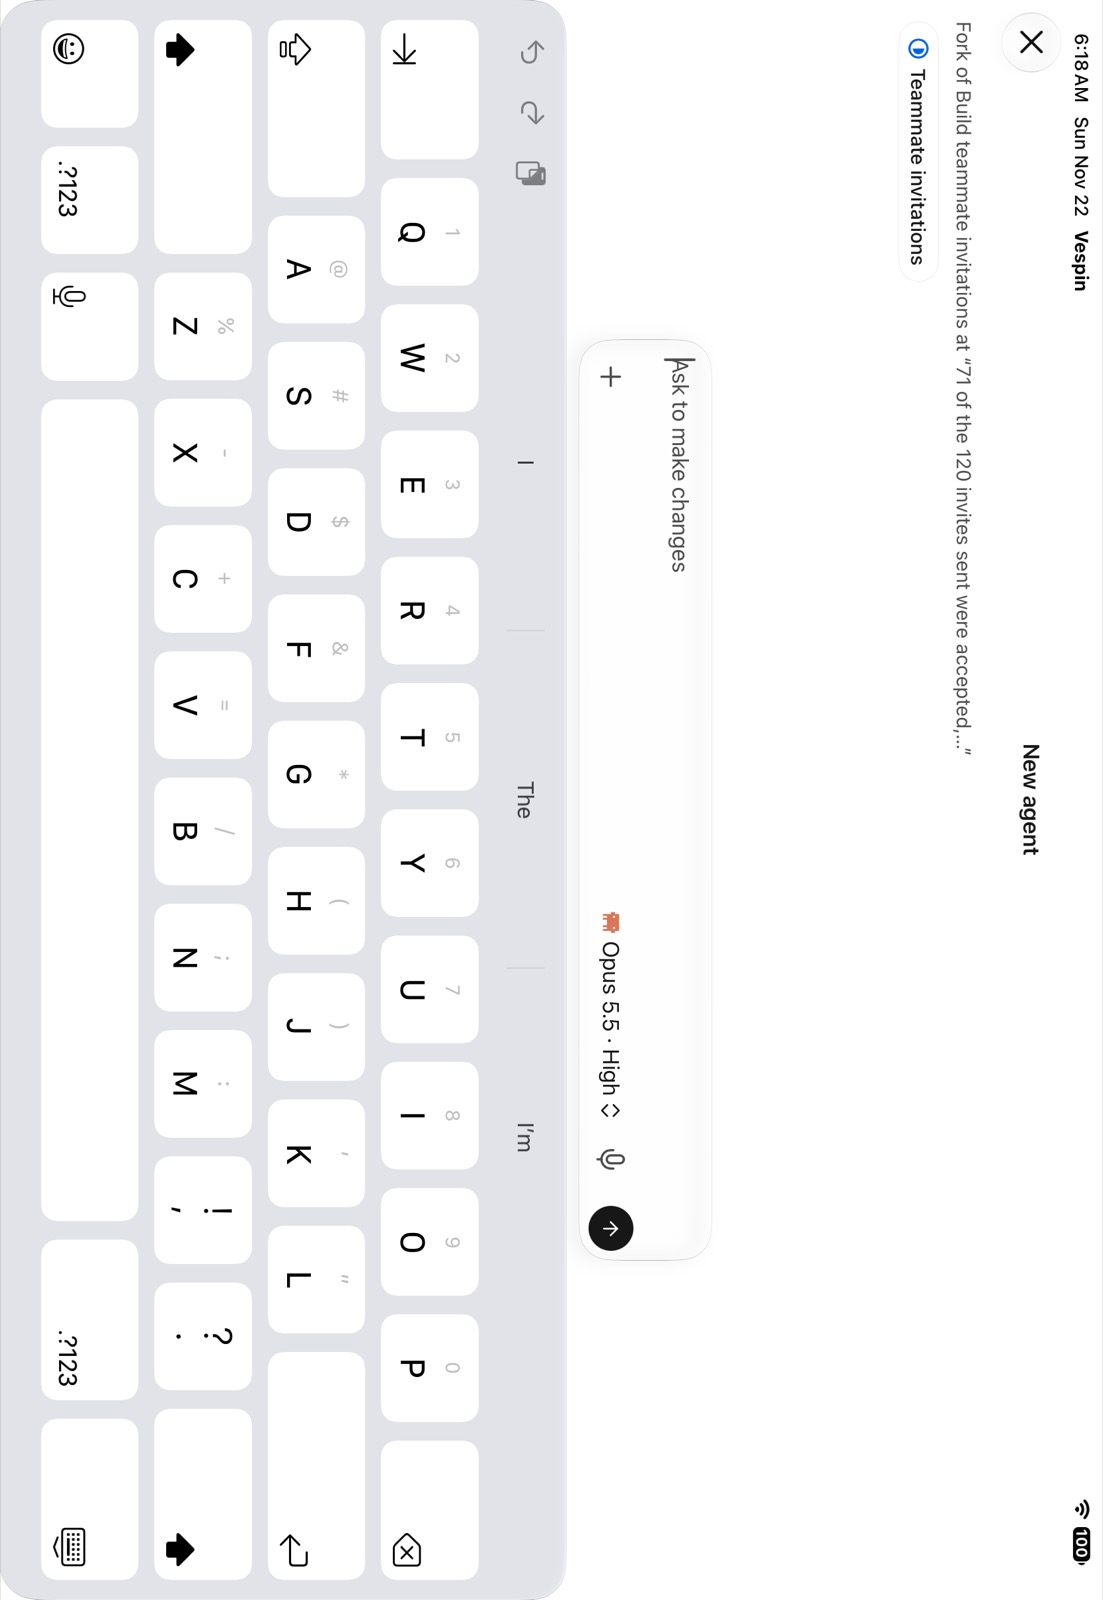 6:18 AM Sun Nov 22 Vespin
100
New agent
Fork of Build teammate invitations at “71 of the 120 invites sent were accepted,...”
Teammate invitations
Ask to make changes
Opus 5.5 · High
I The I’m
1 2 3 4 5 6 7 8 9 0
Q W E R T Y U I O P
@ # $ & * ( ) ' "
A S D F G H J K L
% - + = / ; : ! ?
Z X C V B N M , .
.?123 .?123